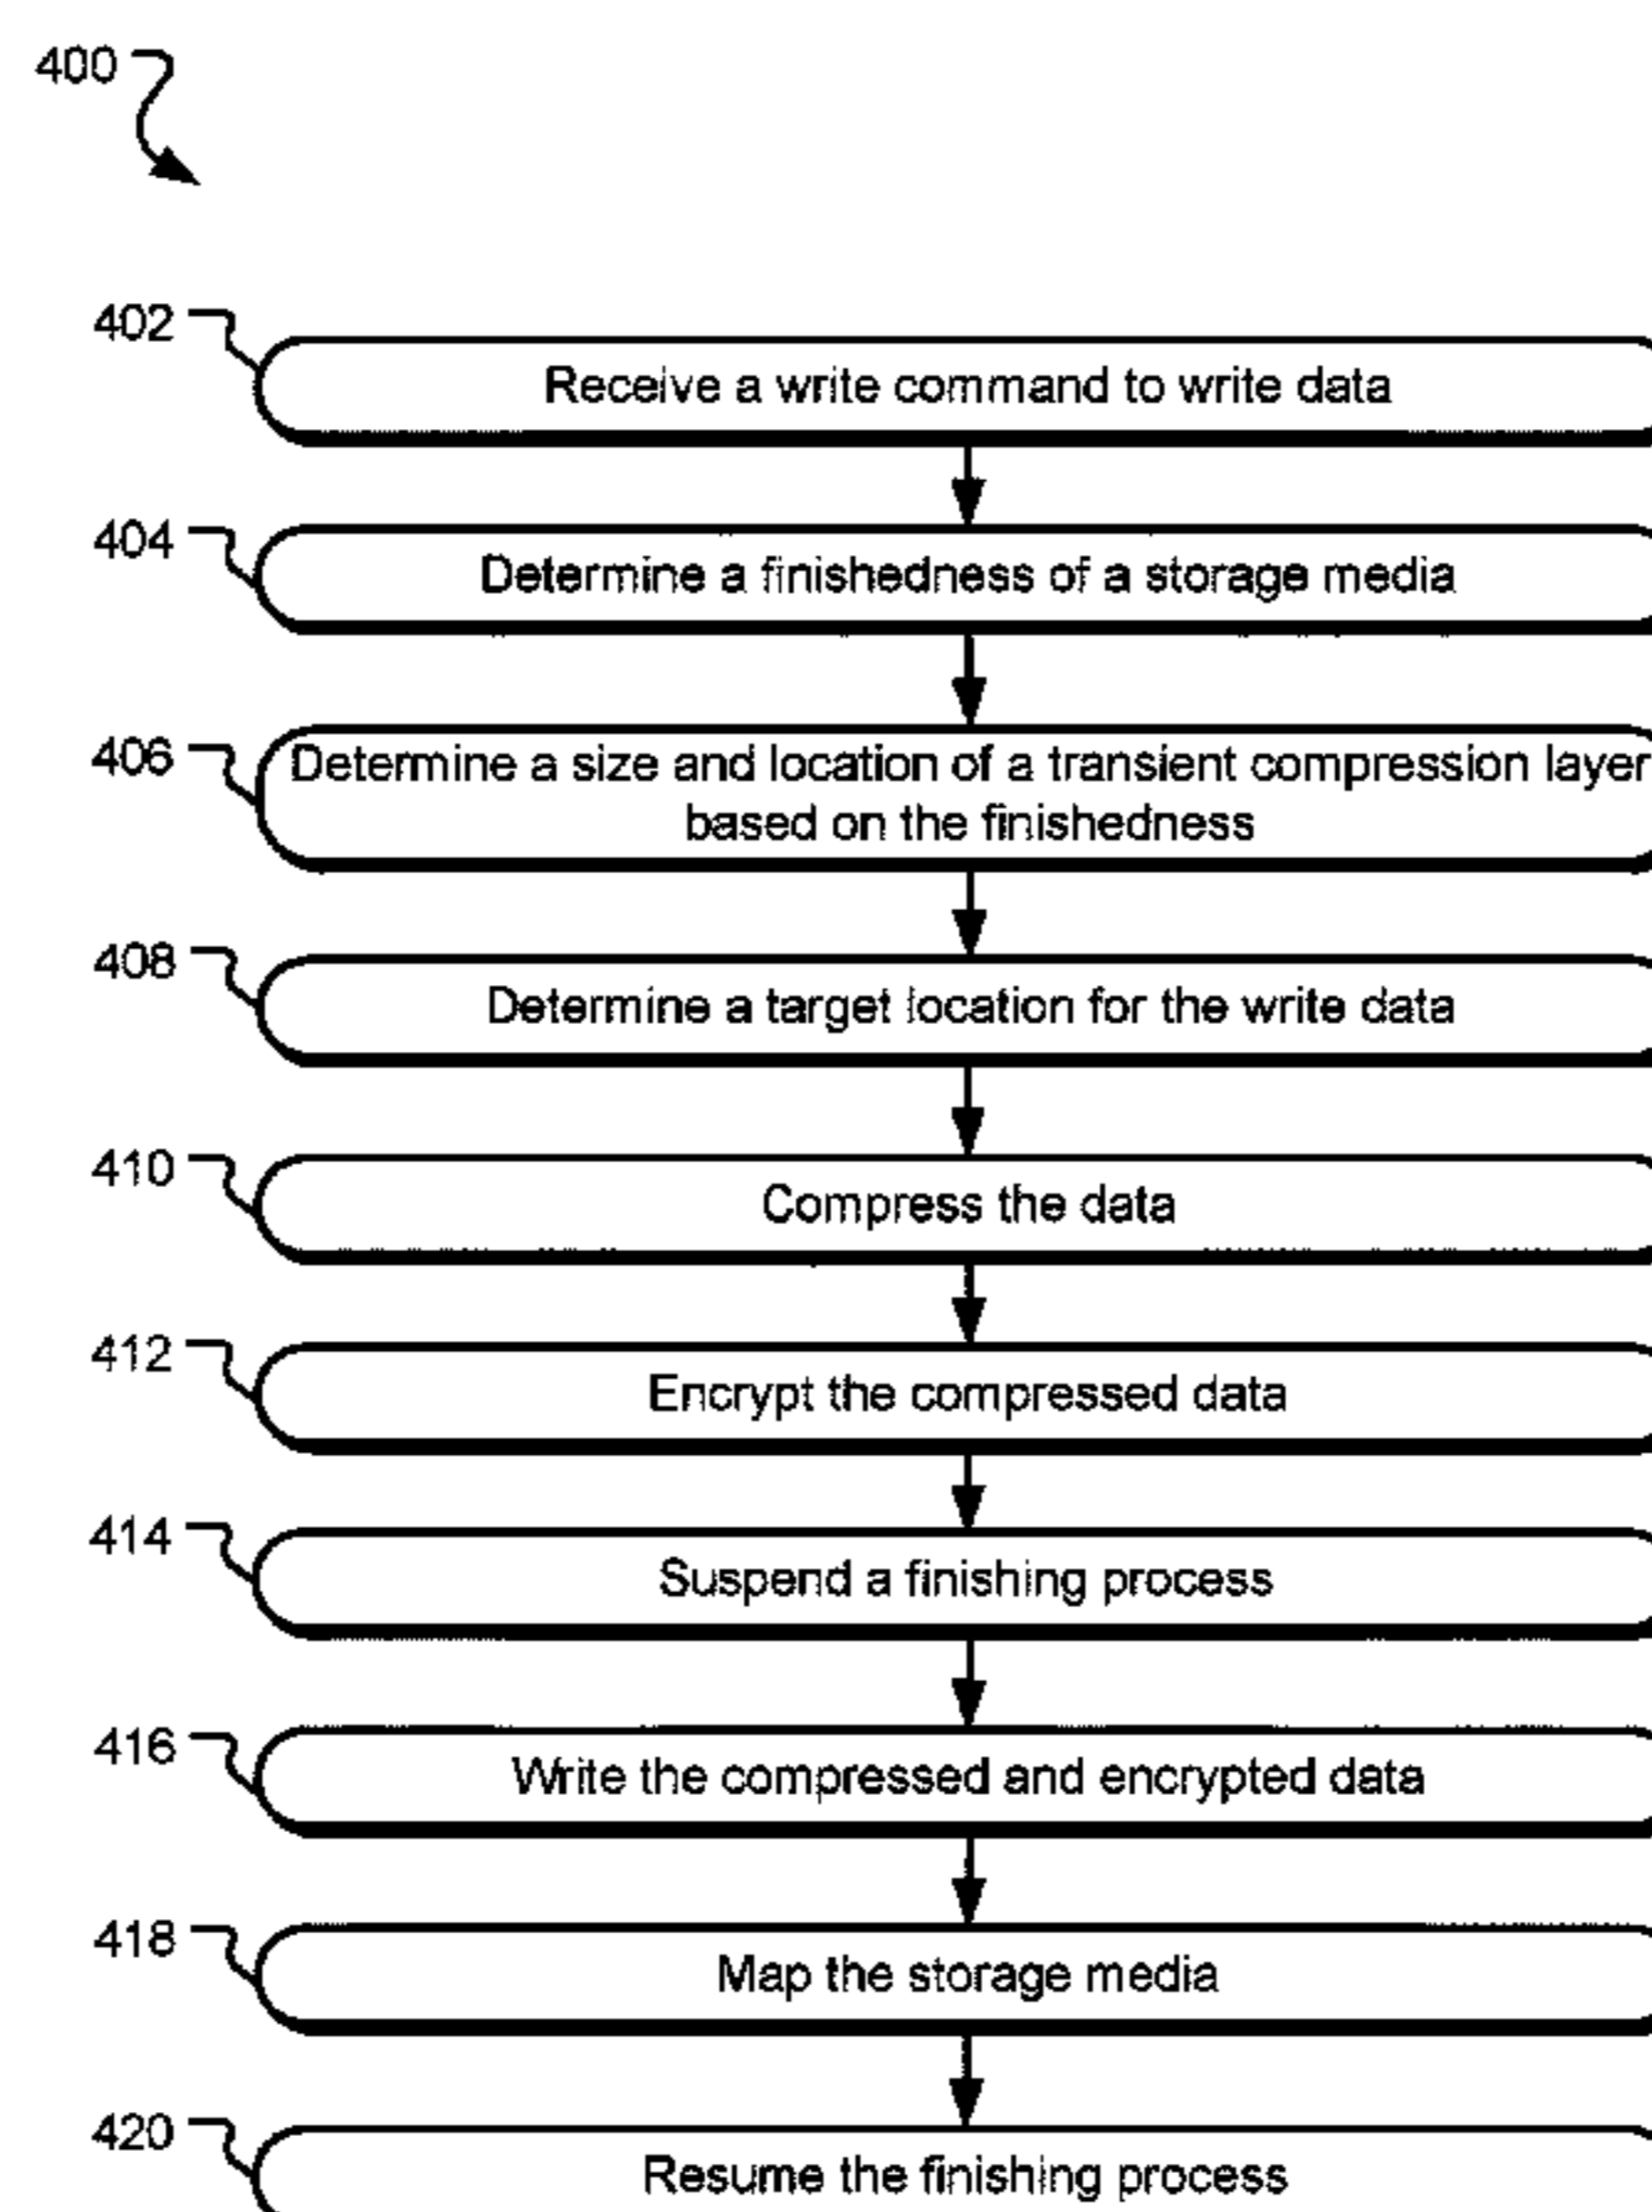 400
402
Receive a write command to write data
404
Determine a finishedness of a storage media
406
Determine a size and location of a transient compression layer
based on the finishedness
408
Determine a target location for the write data
410
Compress the data
412
Encrypt the compressed data
414
Suspend a finishing process
416
Write the compressed and encrypted data
418
Map the storage media
420
Resume the finishing process